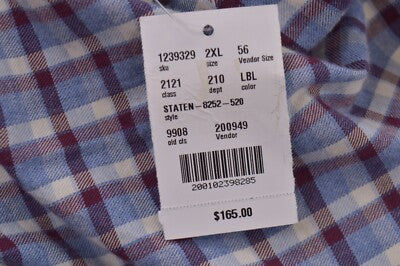 1239329 2XL 56
sku size Vendor Size
2121 210 LBL
class dept color
STATEN-8252-520
style
9908 200949
old cls Vendor
200102398285
$165.00